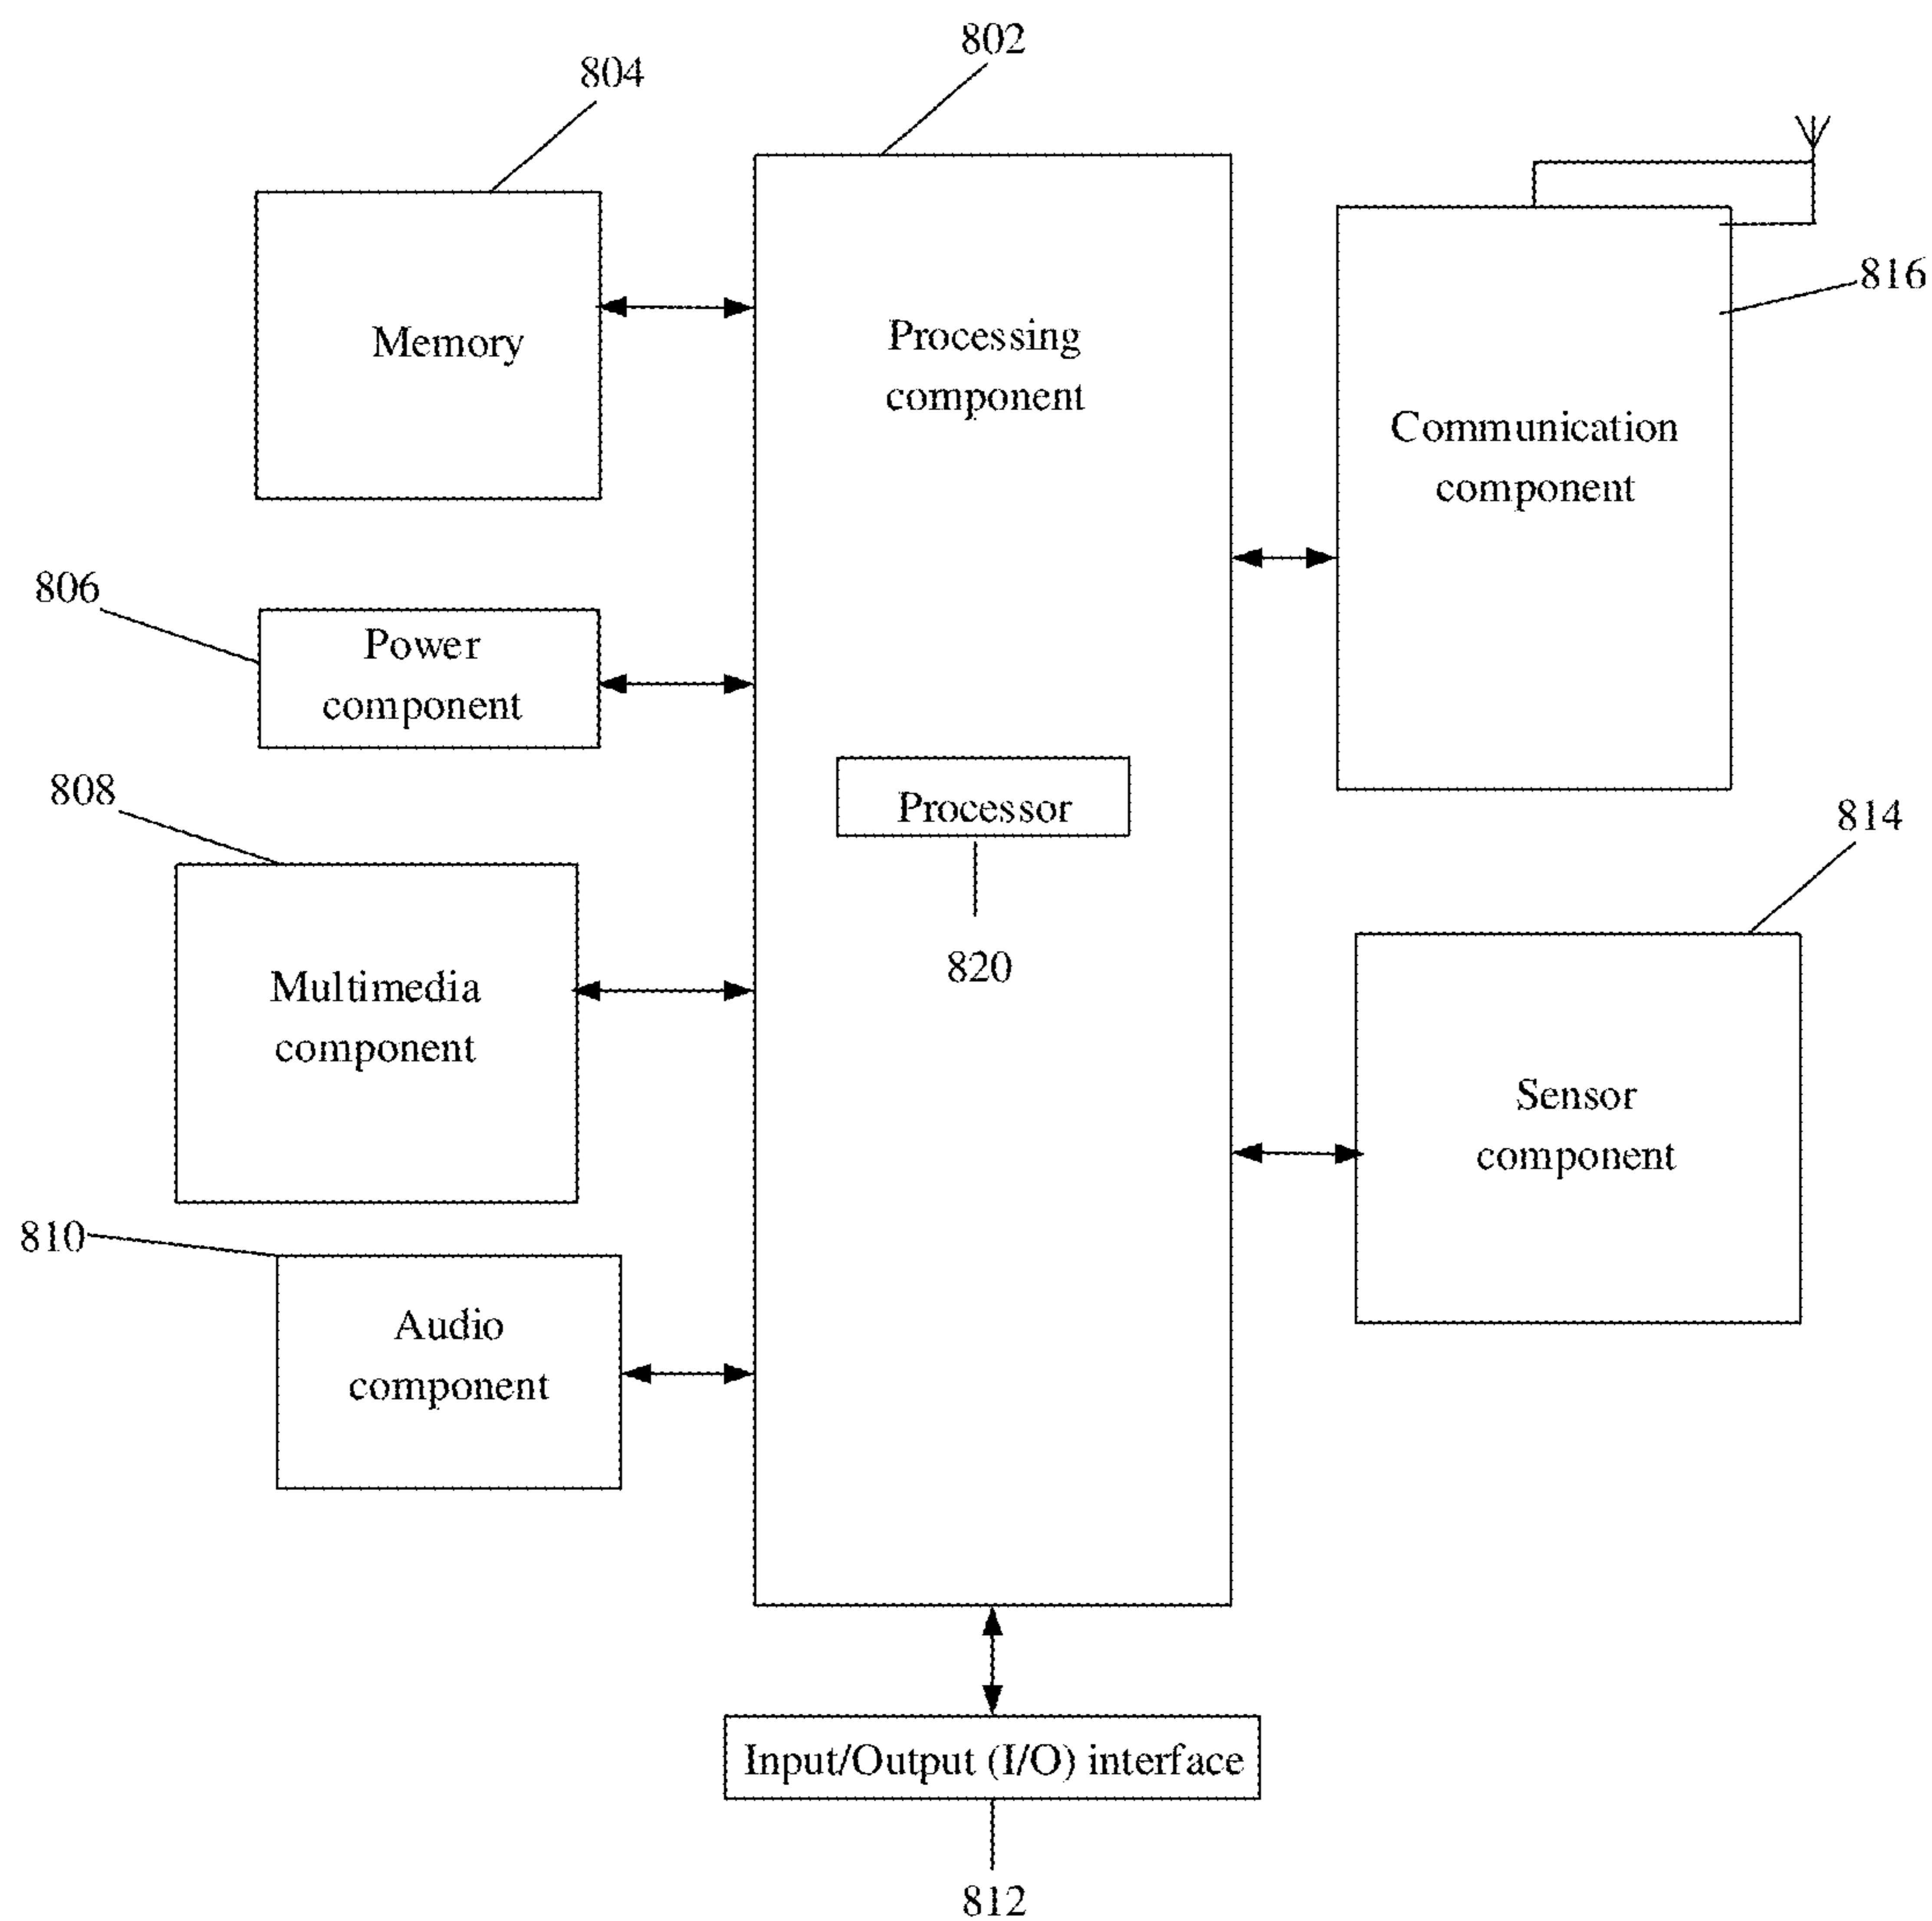 802
804
816
Memory
Processing
component
Communication
component
806
Power
component
808
Processor
814
820
Multimedia
component
Sensor
component
810
Audio
component
Input/Output (I/O) interface
812